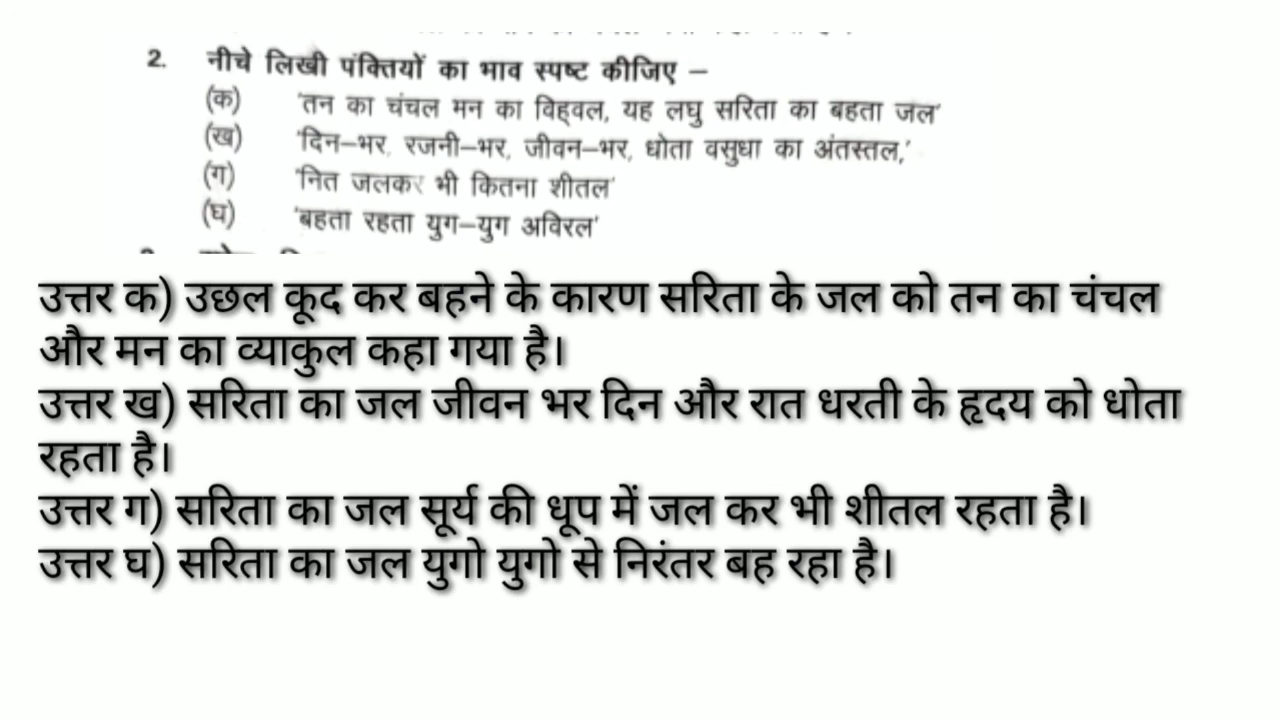 2. नीचे लिखी पंक्तियों का भाव स्पष्ट कीजिए –
(क) 'तन का चंचल मन का विह्वल, यह लघु सरिता का बहता जल'
(ख) 'दिन–भर, रजनी–भर, जीवन–भर, धोता वसुधा का अंतस्तल,'
(ग) 'नित जलकर भी कितना शीतल'
(घ) 'बहता रहता युग–युग अविरल'
उत्तर क) उछल कूद कर बहने के कारण सरिता के जल को तन का चंचल
और मन का व्याकुल कहा गया है।
उत्तर ख) सरिता का जल जीवन भर दिन और रात धरती के हृदय को धोता
रहता है।
उत्तर ग) सरिता का जल सूर्य की धूप में जल कर भी शीतल रहता है।
उत्तर घ) सरिता का जल युगो युगो से निरंतर बह रहा है।